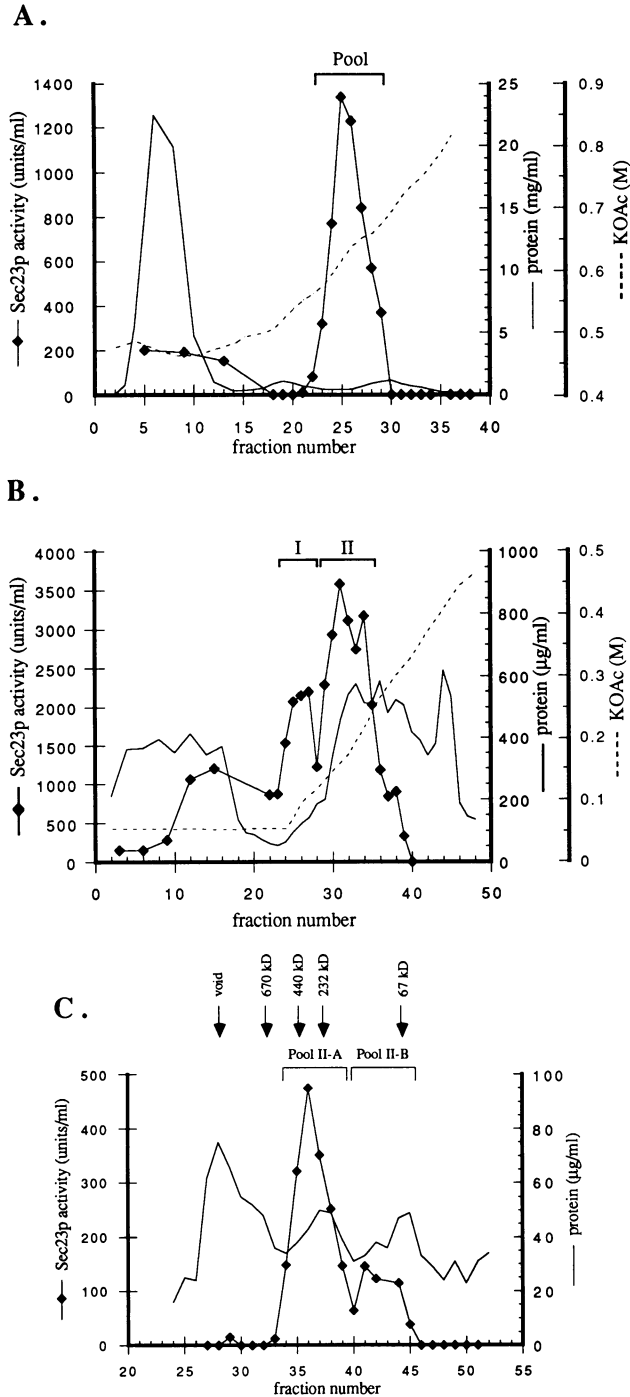 A .
Pool
1400
1200
1000
800
600
400
200
0
Sec23p activity (units/ml)
25
20
15
10
5
0
protein (mg/ml)
0.9
0.8
0.7
0.6
0.5
0.4
KOAc (M)
0 5 10 15 20 25 30 35 40
fraction number
B .
I II
4000
3500
3000
2500
2000
1500
1000
500
0
Sec23p activity (units/ml)
1000
800
600
400
200
0
protein (µg/ml)
0.5
0.4
0.3
0.2
0.1
0
KOAc (M)
0 10 20 30 40 50
fraction number
C .
void
670 kD
440 kD
232 kD
67 kD
Pool II-A Pool II-B
500
400
300
200
100
0
Sec23p activity (units/ml)
100
80
60
40
20
0
protein (µg/ml)
20 25 30 35 40 45 50 55
fraction number